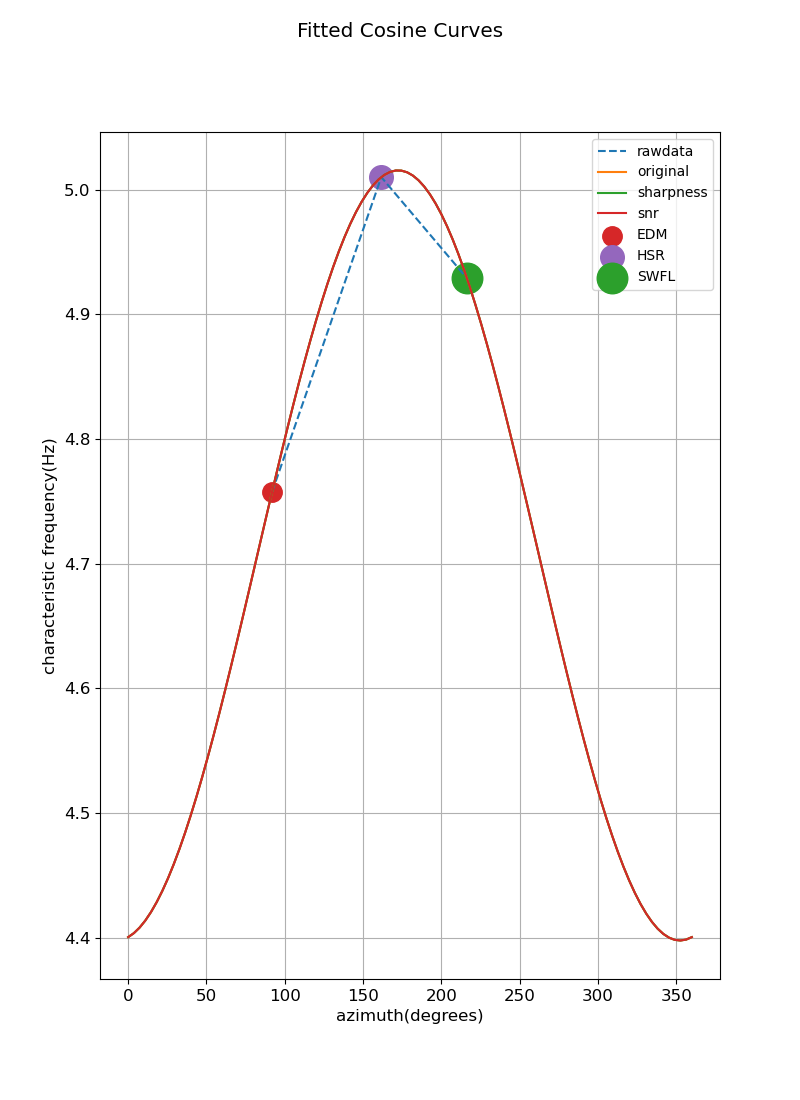 Fitted Cosine Curves
rawdata
original
sharpness
snr
EDM
HSR
SWFL
characteristic frequency(Hz)
5.0
4.9
4.8
4.7
4.6
4.5
4.4
0 50 100 150 200 250 300 350
azimuth(degrees)